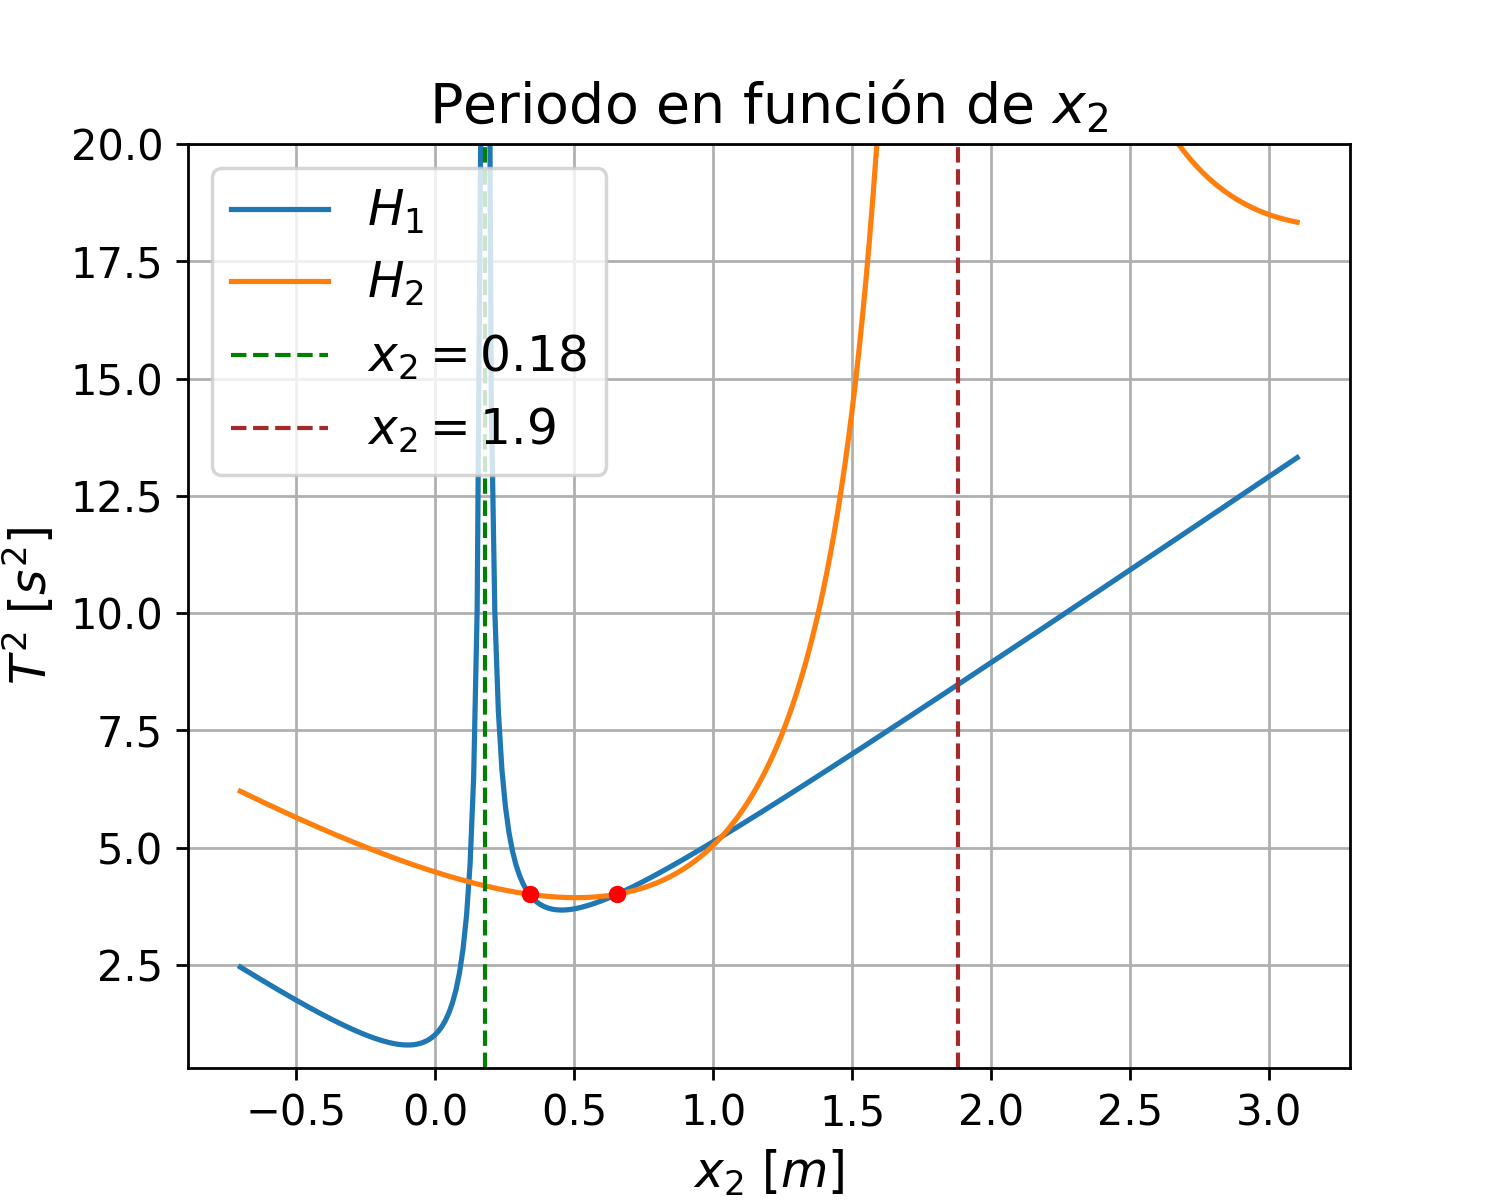 Periodo en función de x₂
20.0
17.5
15.0
12.5
10.0
7.5
5.0
2.5
T² [s²]
H₁
H₂
x₂ = 0.18
x₂ = 1.9
−0.5 0.0 0.5 1.0 1.5 2.0 2.5 3.0
x₂ [m]